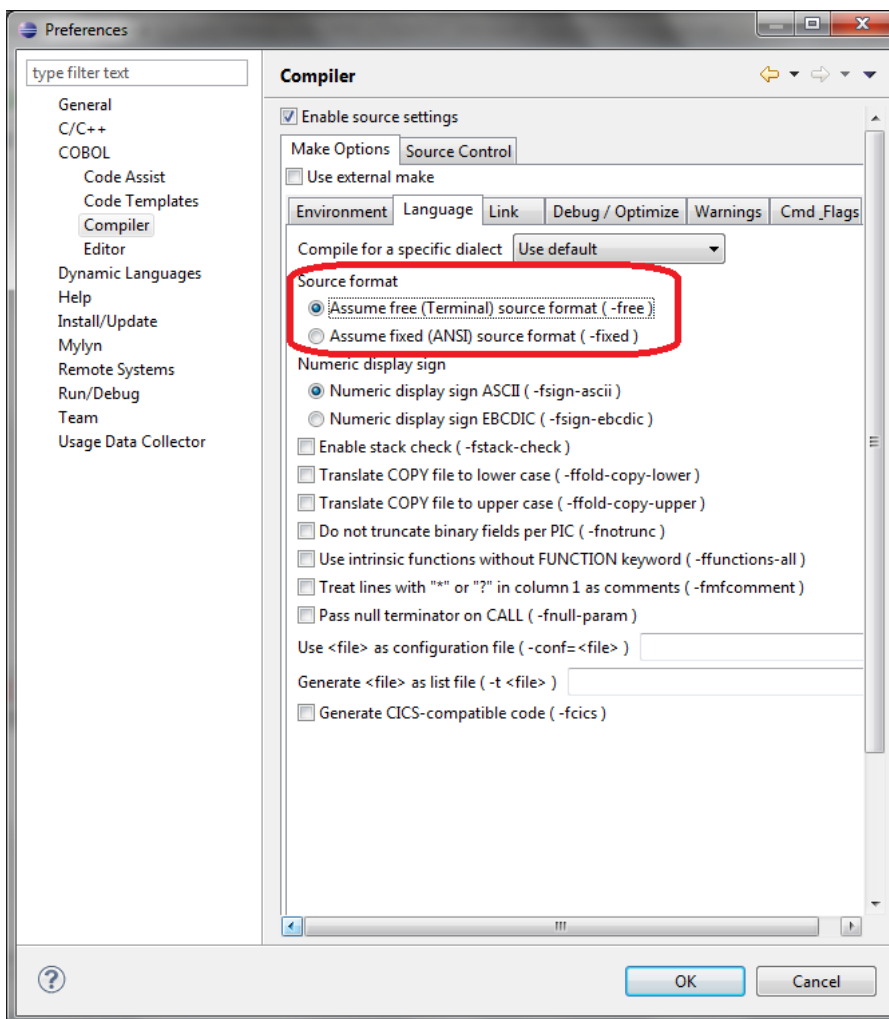 Preferences
type filter text
General
C/C++
COBOL
Code Assist
Code Templates
Compiler
Editor
Dynamic Languages
Help
Install/Update
Mylyn
Remote Systems
Run/Debug
Team
Usage Data Collector
Compiler
Enable source settings
Make Options Source Control
Use external make
Environment Language Link Debug / Optimize Warnings Cmd_Flags
Compile for a specific dialect Use default
Source format
Assume free (Terminal) source format ( -free )
Assume fixed (ANSI) source format ( -fixed )
Numeric display sign
Numeric display sign ASCII ( -fsign-ascii )
Numeric display sign EBCDIC ( -fsign-ebcdic )
Enable stack check ( -fstack-check )
Translate COPY file to lower case ( -ffold-copy-lower )
Translate COPY file to upper case ( -ffold-copy-upper )
Do not truncate binary fields per PIC ( -fnotrunc )
Use intrinsic functions without FUNCTION keyword ( -ffunctions-all )
Treat lines with "*" or "?" in column 1 as comments ( -fmfcomment )
Pass null terminator on CALL ( -fnull-param )
Use <file> as configuration file ( -conf=<file> )
Generate <file> as list file ( -t <file> )
Generate CICS-compatible code ( -fcics )
OK Cancel